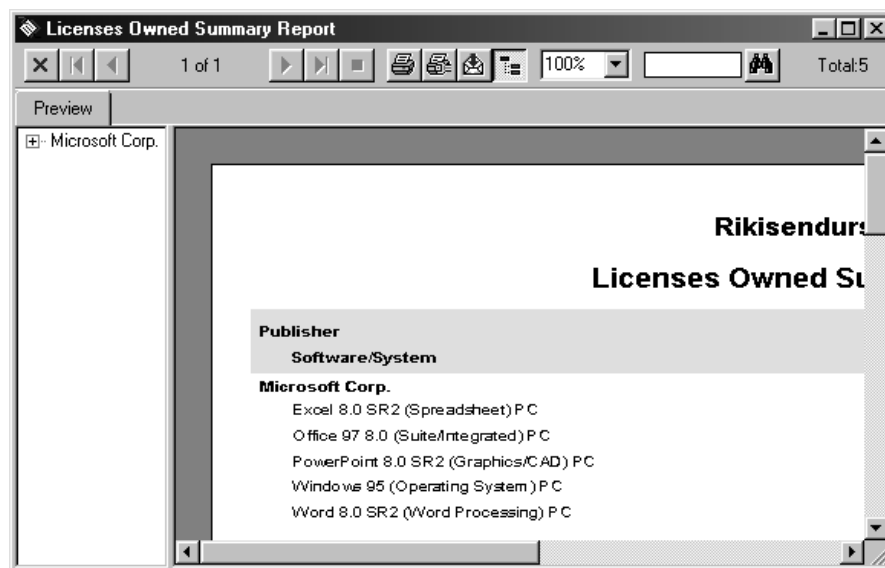 Licenses Owned Summary Report
1 of 1 100% Total:5
Preview
Microsoft Corp.
Rikisendurs
Licenses Owned Su
Publisher
Software/System
Microsoft Corp.
Excel 8.0 SR2 (Spreadsheet) PC
Office 97 8.0 (Suite/Integrated) PC
PowerPoint 8.0 SR2 (Graphics/CAD) PC
Windows 95 (Operating System) PC
Word 8.0 SR2 (Word Processing) PC